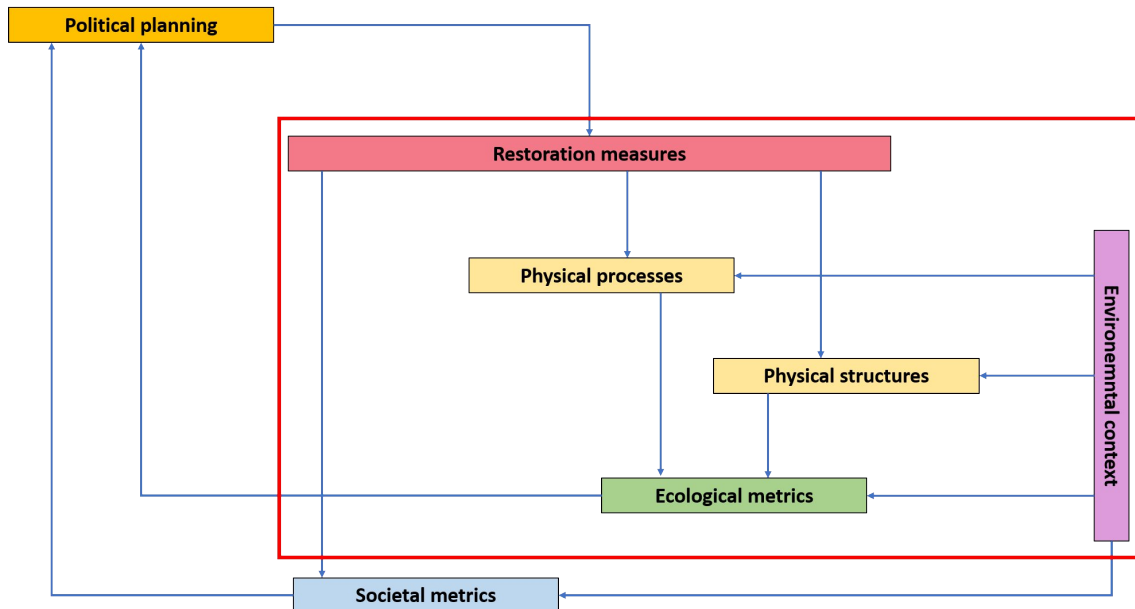 Political planning
Restoration measures
Physical processes
Environemntal context
Physical structures
Ecological metrics
Societal metrics